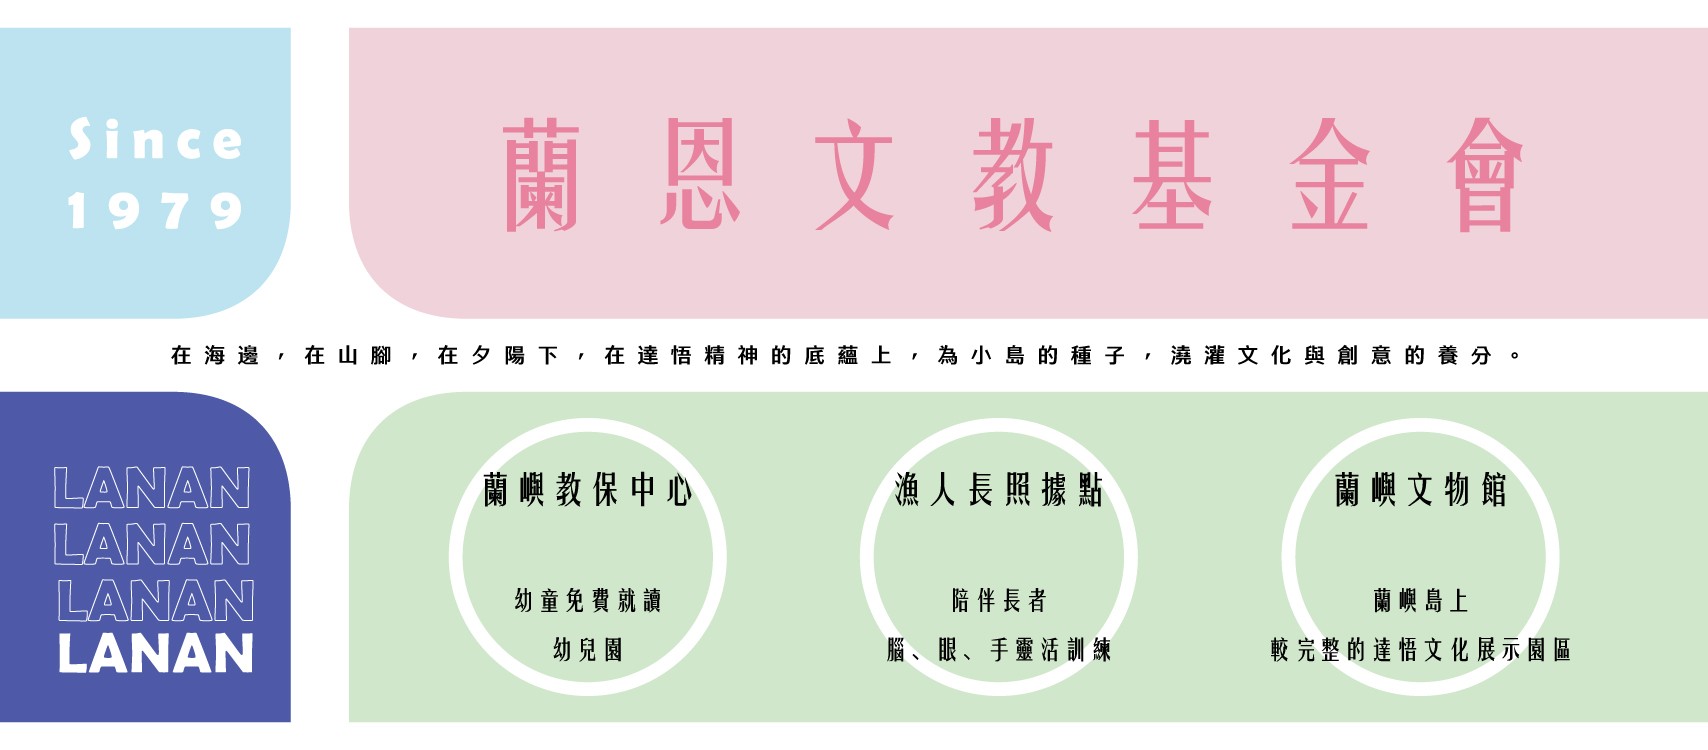 Since
1979
蘭恩文教基金會
在海邊，在山腳，在夕陽下，在達悟精神的底蘊上，為小島的種子，澆灌文化與創意的養分。
LANAN
LANAN
LANAN
LANAN
蘭嶼教保中心
幼童免費就讀
幼兒園
漁人長照據點
陪伴長者
腦、眼、手靈活訓練
蘭嶼文物館
蘭嶼島上
較完整的達悟文化展示園區